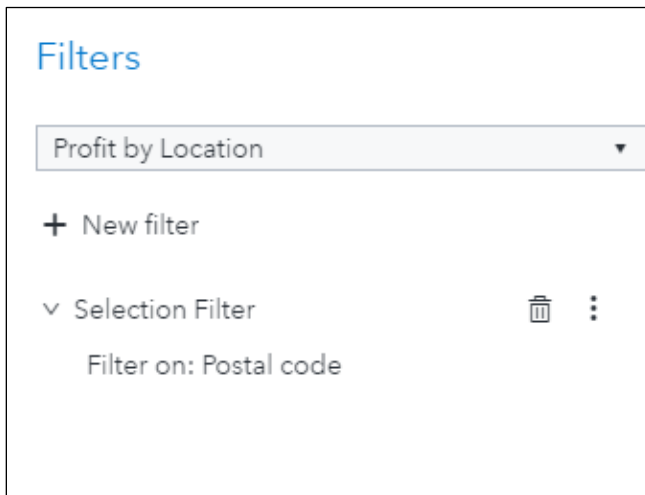 Filters
Profit by Location
New filter
Selection Filter
Filter on: Postal code